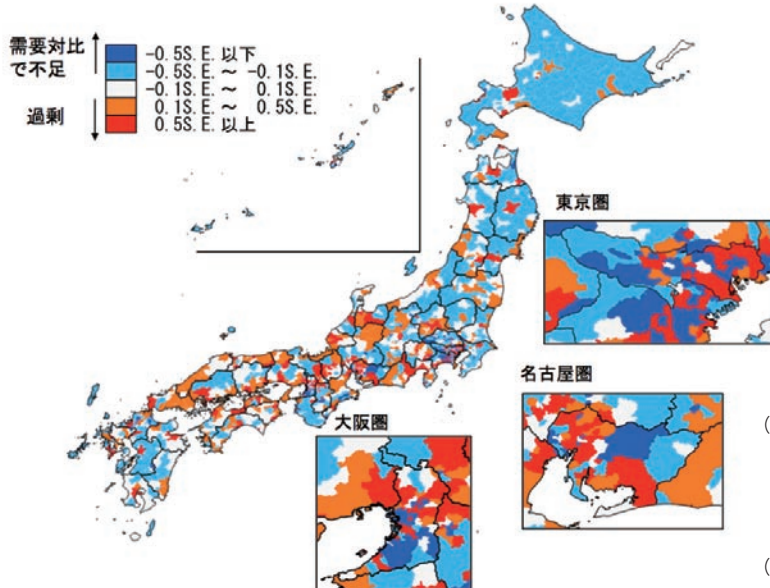 需要対比
で不足
過剰
-0.5S.E.以下
-0.5S.E.～ -0.1S.E.
-0.1S.E.～ 0.1S.E.
0.1S.E.～ 0.5S.E.
0.5S.E.以上
東京圏
名古屋圏
大阪圏
(
(